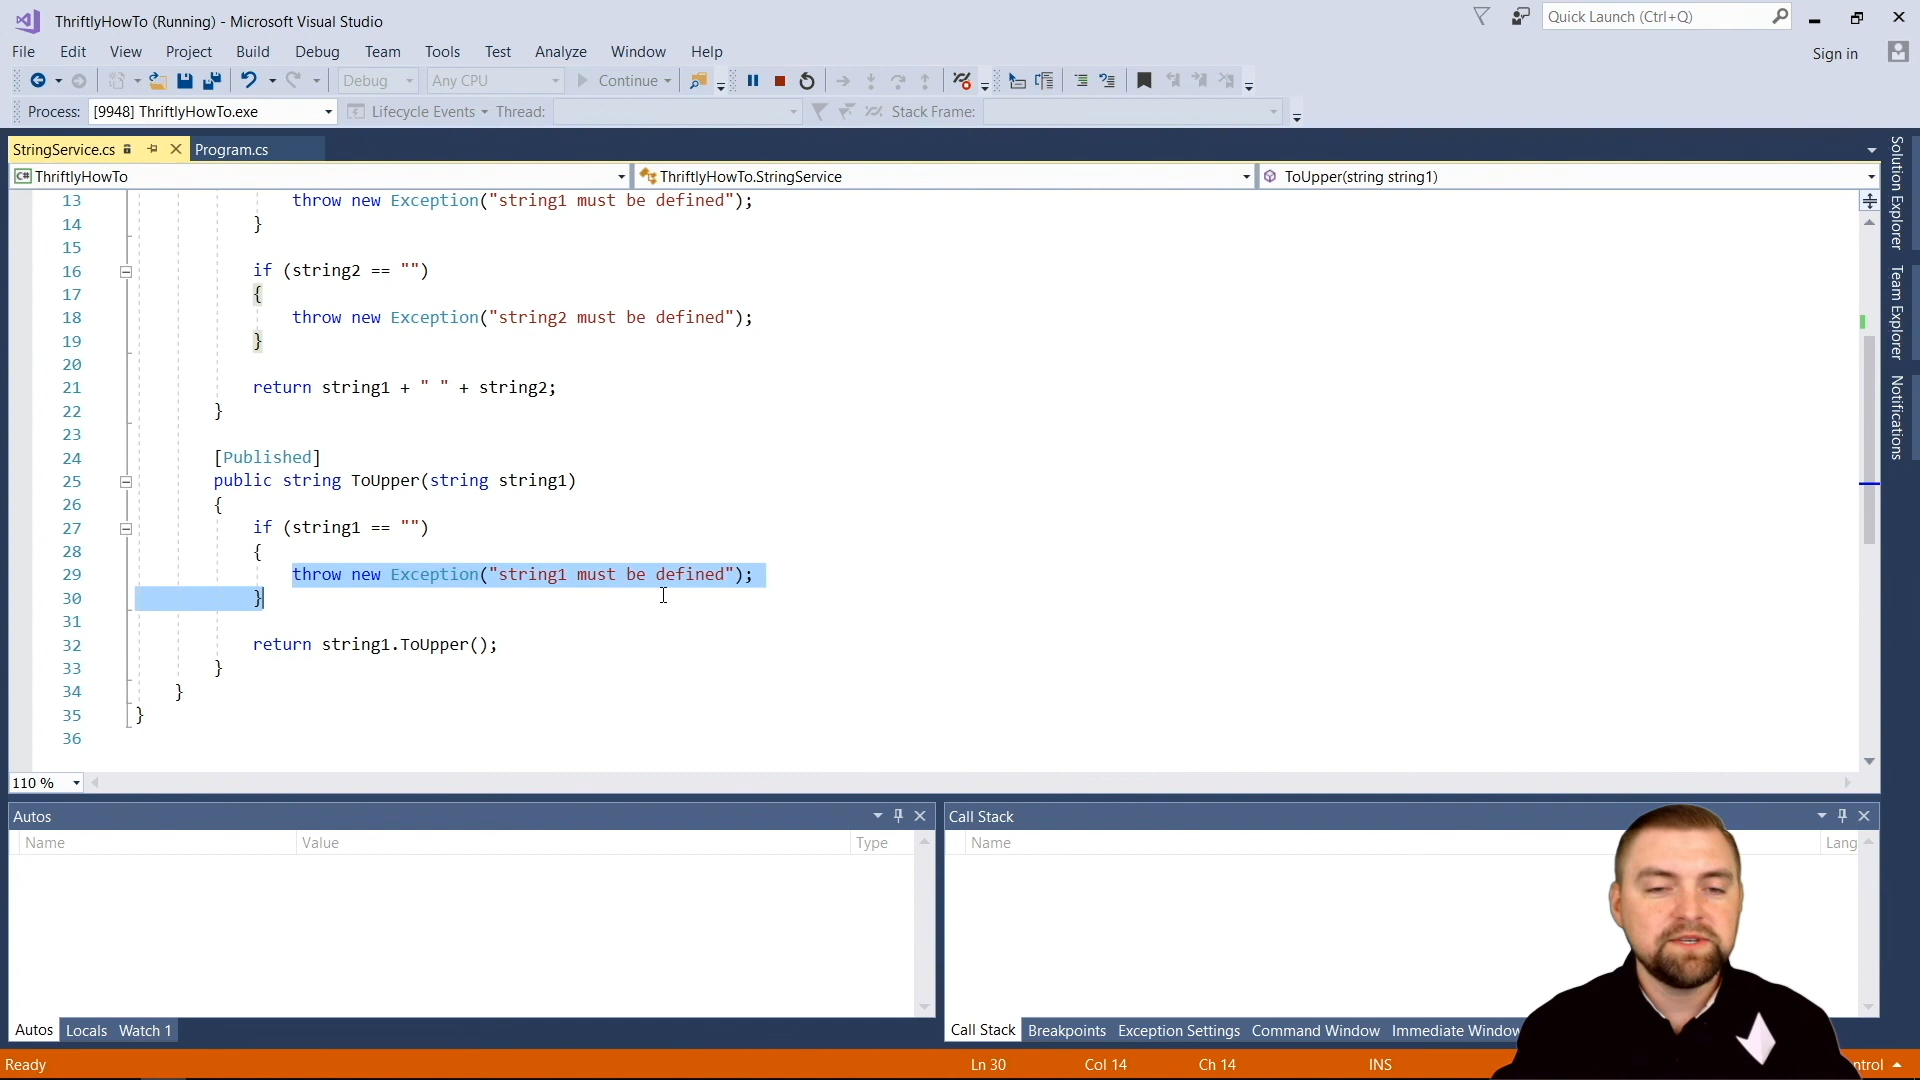 ThriftlyHowTo (Running) - Microsoft Visual Studio
Quick Launch (Ctrl+Q)
File Edit View Project Build Debug Team Tools Test Analyze Window Help
Sign in
Debug Any CPU Continue
Process: [9948] ThriftlyHowTo.exe Lifecycle Events Thread: Stack Frame:
StringService.cs Program.cs
ThriftlyHowTo ThriftlyHowTo.StringService ToUpper(string string1)
13 throw new Exception("string1 must be defined");
14 }
15
16 if (string2 == "")
17 {
18 throw new Exception("string2 must be defined");
19 }
20
21 return string1 + " " + string2;
22 }
23
24 [Published]
25 public string ToUpper(string string1)
26 {
27 if (string1 == "")
28 {
29 throw new Exception("string1 must be defined");
30 }
31
32 return string1.ToUpper();
33 }
34 }
35 }
36
110 %
Solution Explorer
Team Explorer
Notifications
Autos
Name Value Type
Autos Locals Watch 1
Call Stack
Name Lang
Call Stack Breakpoints Exception Settings Command Window Immediate Window
Ready Ln 30 Col 14 Ch 14 INS ntrol